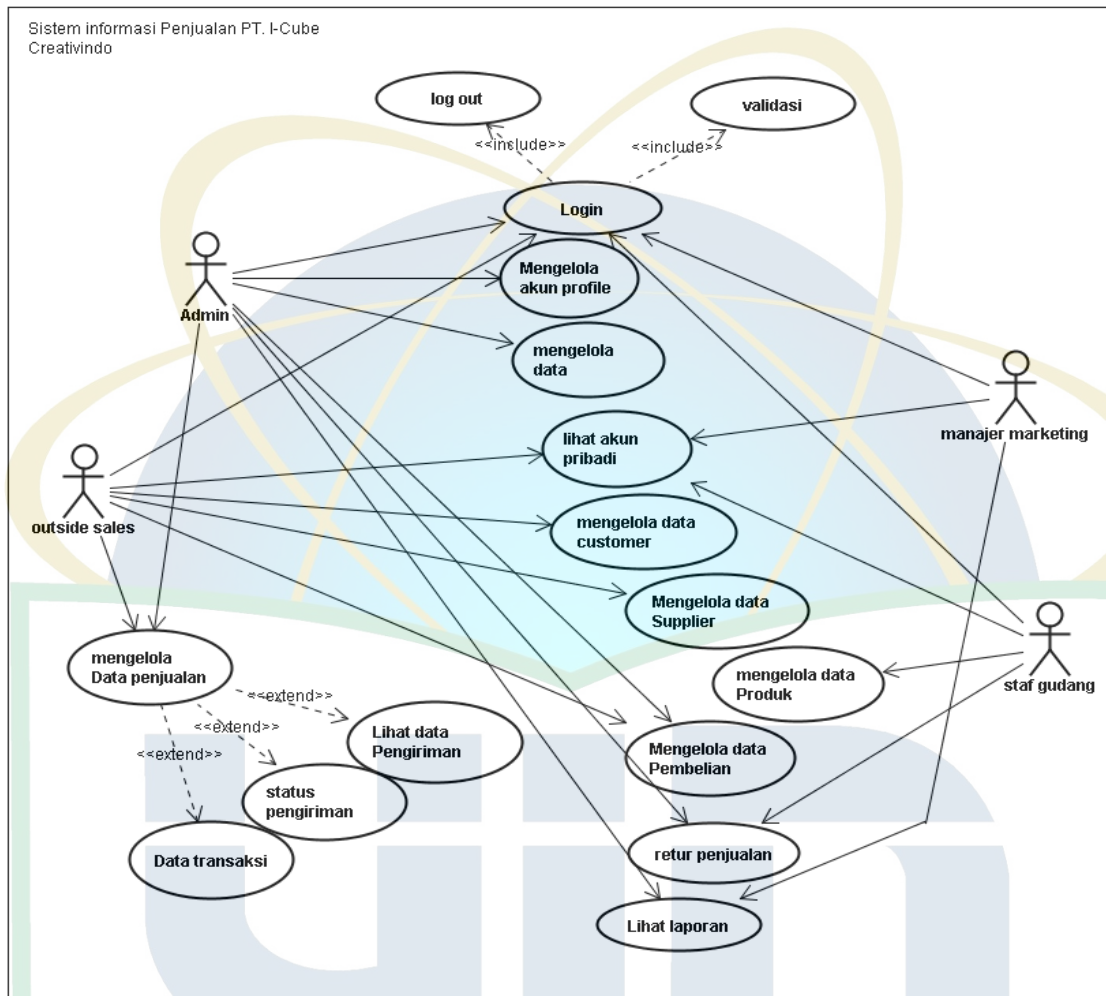 Sistem informasi Penjualan PT. I-Cube
Creativindo
log out
validasi
<<include>>
<<include>>
Login
Mengelola
akun profile
Admin
mengelola
data
lihat akun
pribadi
manajer marketing
outside sales
mengelola data
customer
Mengelola data
Supplier
mengelola
Data penjualan
mengelola data
Produk
staf gudang
<<extend>>
<<extend>>
<<extend>>
Lihat data
Pengiriman
Mengelola data
Pembelian
status
pengiriman
Data transaksi
retur penjualan
Lihat laporan